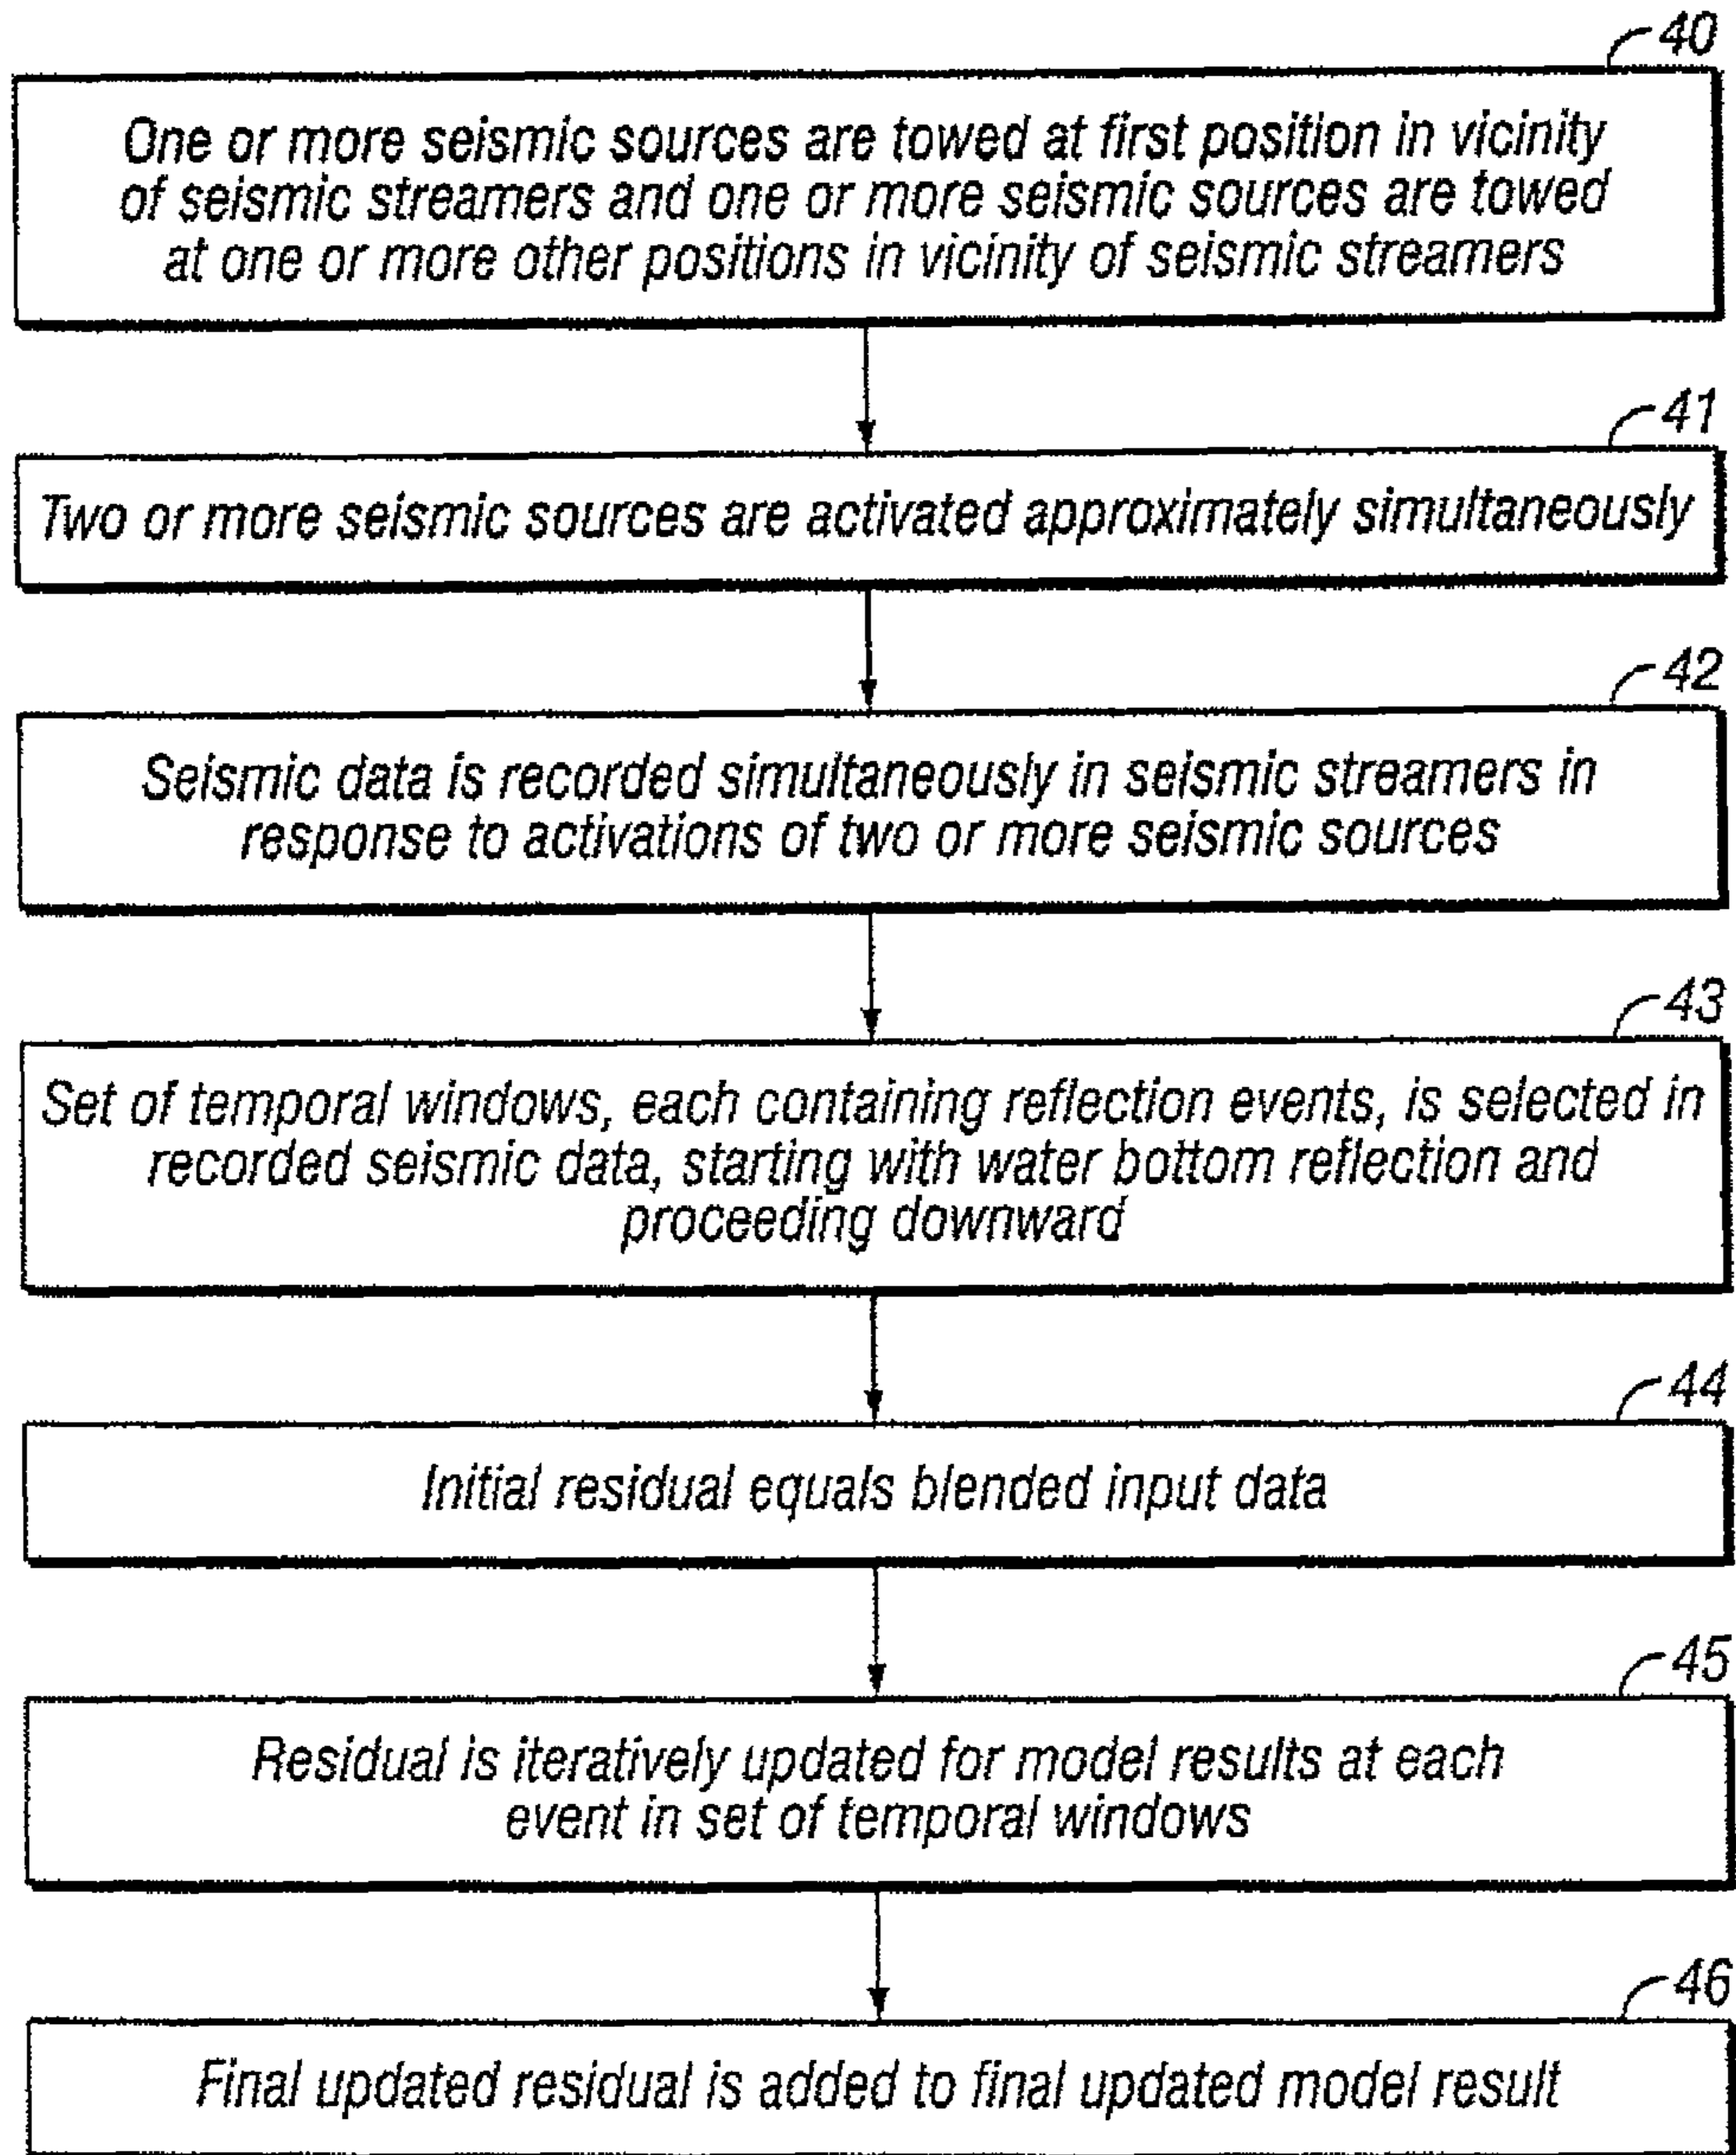 40
One or more seismic sources are towed at first position in vicinity
of seismic streamers and one or more seismic sources are towed
at one or more other positions in vicinity of seismic streamers
41
Two or more seismic sources are activated approximately simultaneously
42
Seismic data is recorded simultaneously in seismic streamers in
response to activations of two or more seismic sources
43
Set of temporal windows, each containing reflection events, is selected in
recorded seismic data, starting with water bottom reflection and
proceeding downward
44
Initial residual equals blended input data
45
Residual is iteratively updated for model results at each
event in set of temporal windows
46
Final updated residual is added to final updated model result